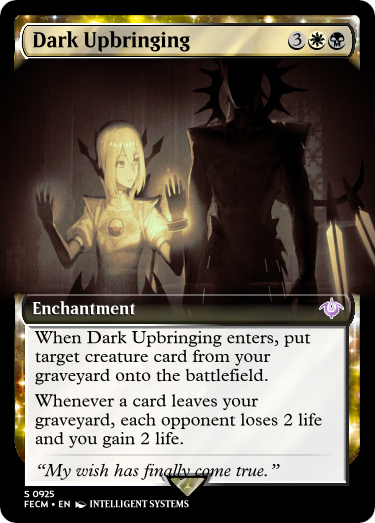 Dark Upbringing 3
Enchantment
When Dark Upbringing enters, put
target creature card from your
graveyard onto the battlefield.
Whenever a card leaves your
graveyard, each opponent loses 2 life
and you gain 2 life.
“My wish has finally come true.”
S 0925
FECM • EN INTELLIGENT SYSTEMS